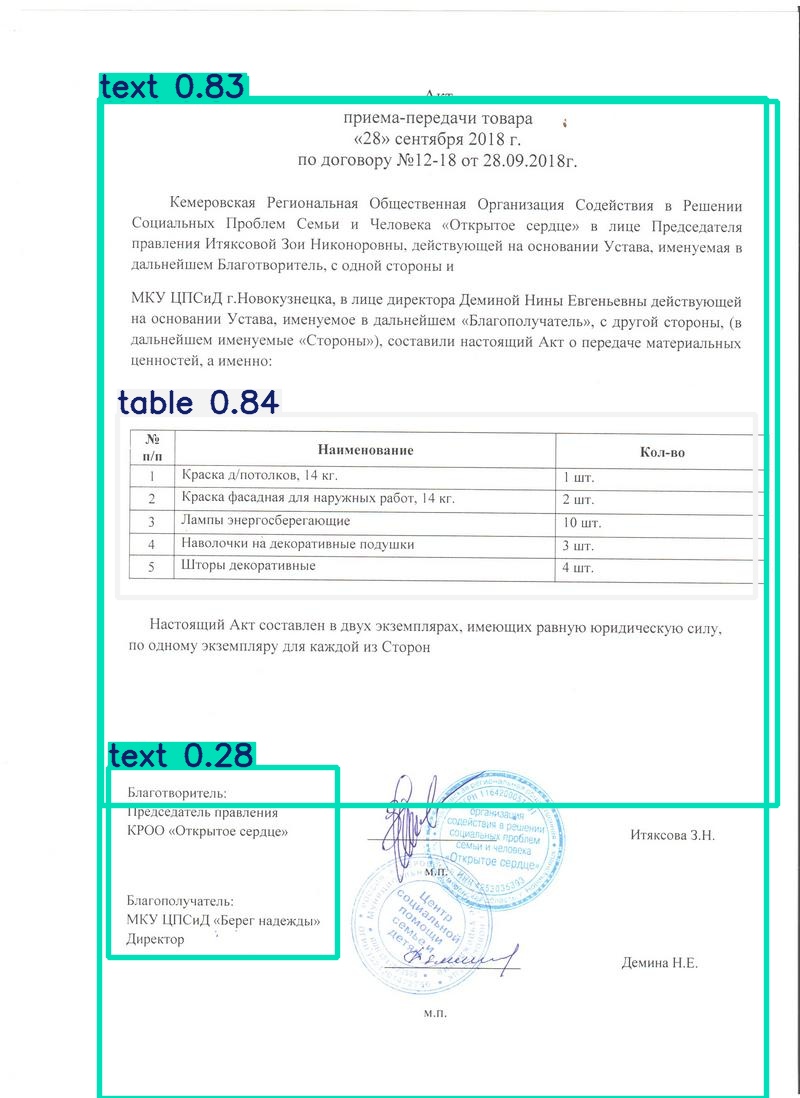 text 0.83
Акт
приема-передачи товара
«28» сентября 2018 г.
по договору №12-18 от 28.09.2018г.
Кемеровская Региональная Общественная Организация Содействия в Решении
Социальных Проблем Семьи и Человека «Открытое сердце» в лице Председателя
правления Итяксовой Зои Никоноровны, действующей на основании Устава, именуемая в
дальнейшем Благотворитель, с одной стороны и
МКУ ЦПСиД г.Новокузнецка, в лице директора Деминой Нины Евгеньевны действующей
на основании Устава, именуемое в дальнейшем «Благополучатель», с другой стороны, (в
дальнейшем именуемые «Стороны»), составили настоящий Акт о передаче материальных
ценностей, а именно:
table 0.84
№ п/п Наименование Кол-во
1 Краска д/потолков, 14 кг. 1 шт.
2 Краска фасадная для наружных работ, 14 кг. 2 шт.
3 Лампы энергосберегающие 10 шт.
4 Наволочки на декоративные подушки 3 шт.
5 Шторы декоративные 4 шт.
Настоящий Акт составлен в двух экземплярах, имеющих равную юридическую силу,
по одному экземпляру для каждой из Сторон
text 0.28
Благотворитель:
Председатель правления
КРОО «Открытое сердце»
Итяксова З.Н.
организация
содействия в решении
социальных проблем
семьи и человека
«Открытое сердце»
м.п.
Благополучатель:
МКУ ЦПСиД «Берег надежды»
Директор
Центр
социальной
помощи
семье и
детям
Демина Н.Е.
м.п.